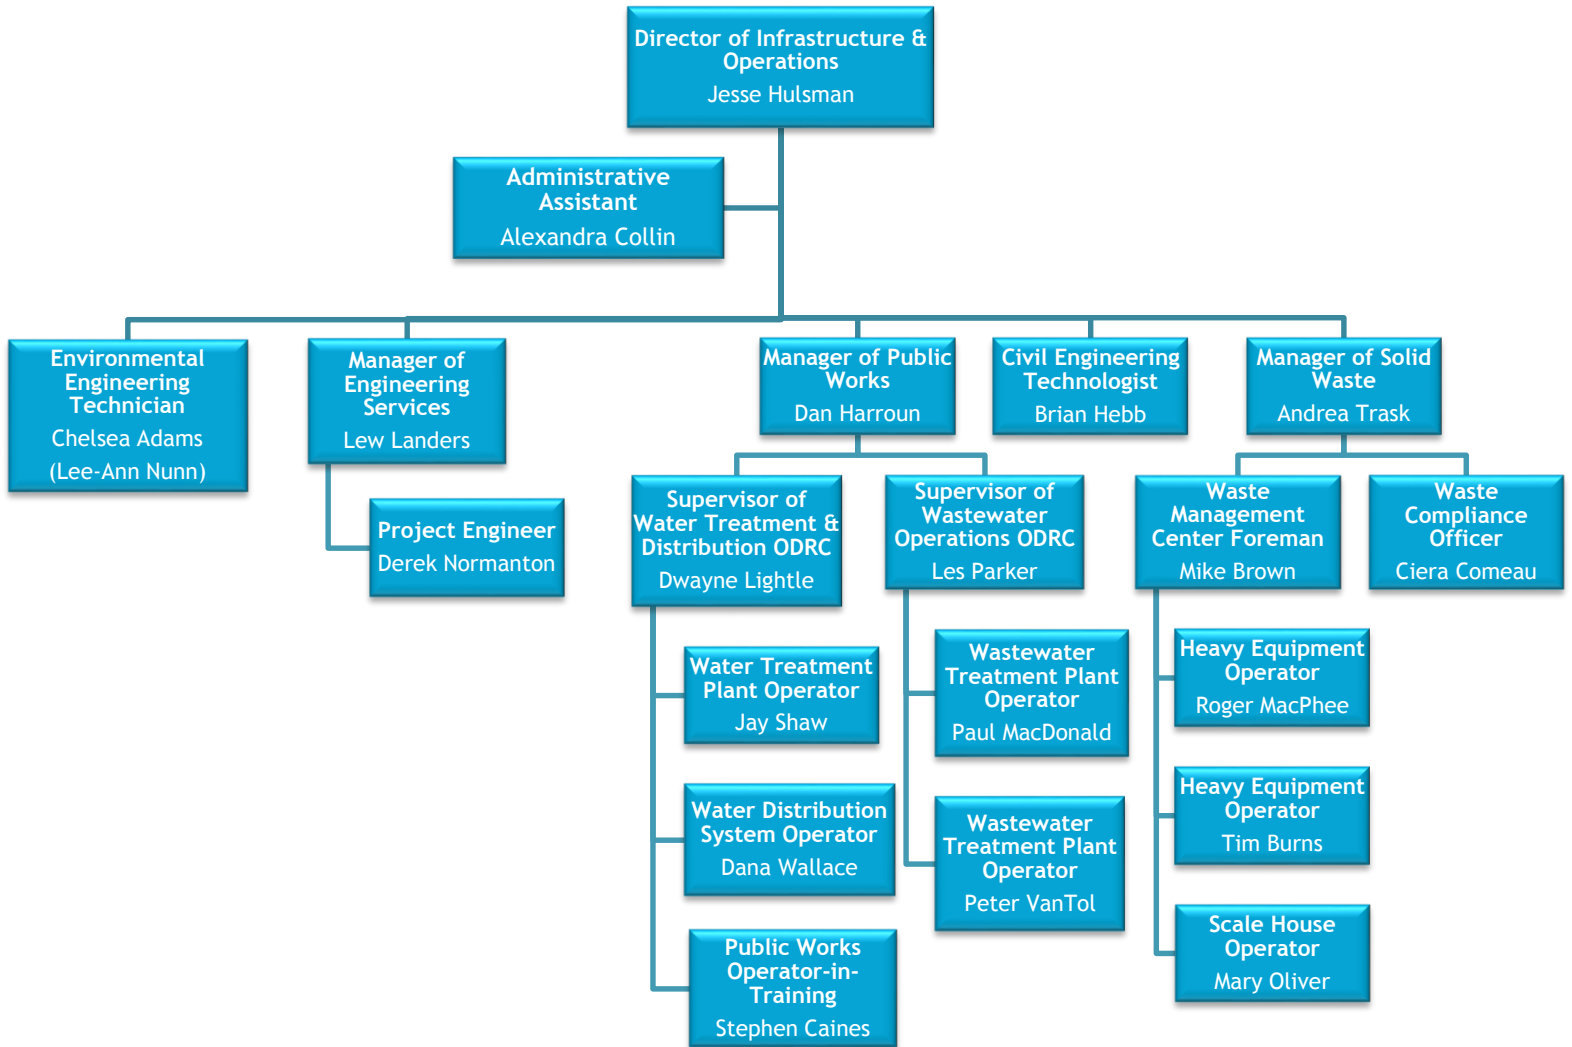 Director of Infrastructure &
Operations
Jesse Hulsman
Administrative
Assistant
Alexandra Collin
Environmental
Engineering
Technician
Chelsea Adams
(Lee-Ann Nunn)
Manager of
Engineering
Services
Lew Landers
Project Engineer
Derek Normanton
Manager of Public
Works
Dan Harroun
Supervisor of
Water Treatment &
Distribution ODRC
Dwayne Lightle
Water Treatment
Plant Operator
Jay Shaw
Water Distribution
System Operator
Dana Wallace
Public Works
Operator-in-
Training
Stephen Caines
Supervisor of
Wastewater
Operations ODRC
Les Parker
Wastewater
Treatment Plant
Operator
Paul MacDonald
Wastewater
Treatment Plant
Operator
Peter VanTol
Civil Engineering
Technologist
Brian Hebb
Manager of Solid
Waste
Andrea Trask
Waste
Management
Center Foreman
Mike Brown
Heavy Equipment
Operator
Roger MacPhee
Heavy Equipment
Operator
Tim Burns
Scale House
Operator
Mary Oliver
Waste
Compliance
Officer
Ciera Comeau